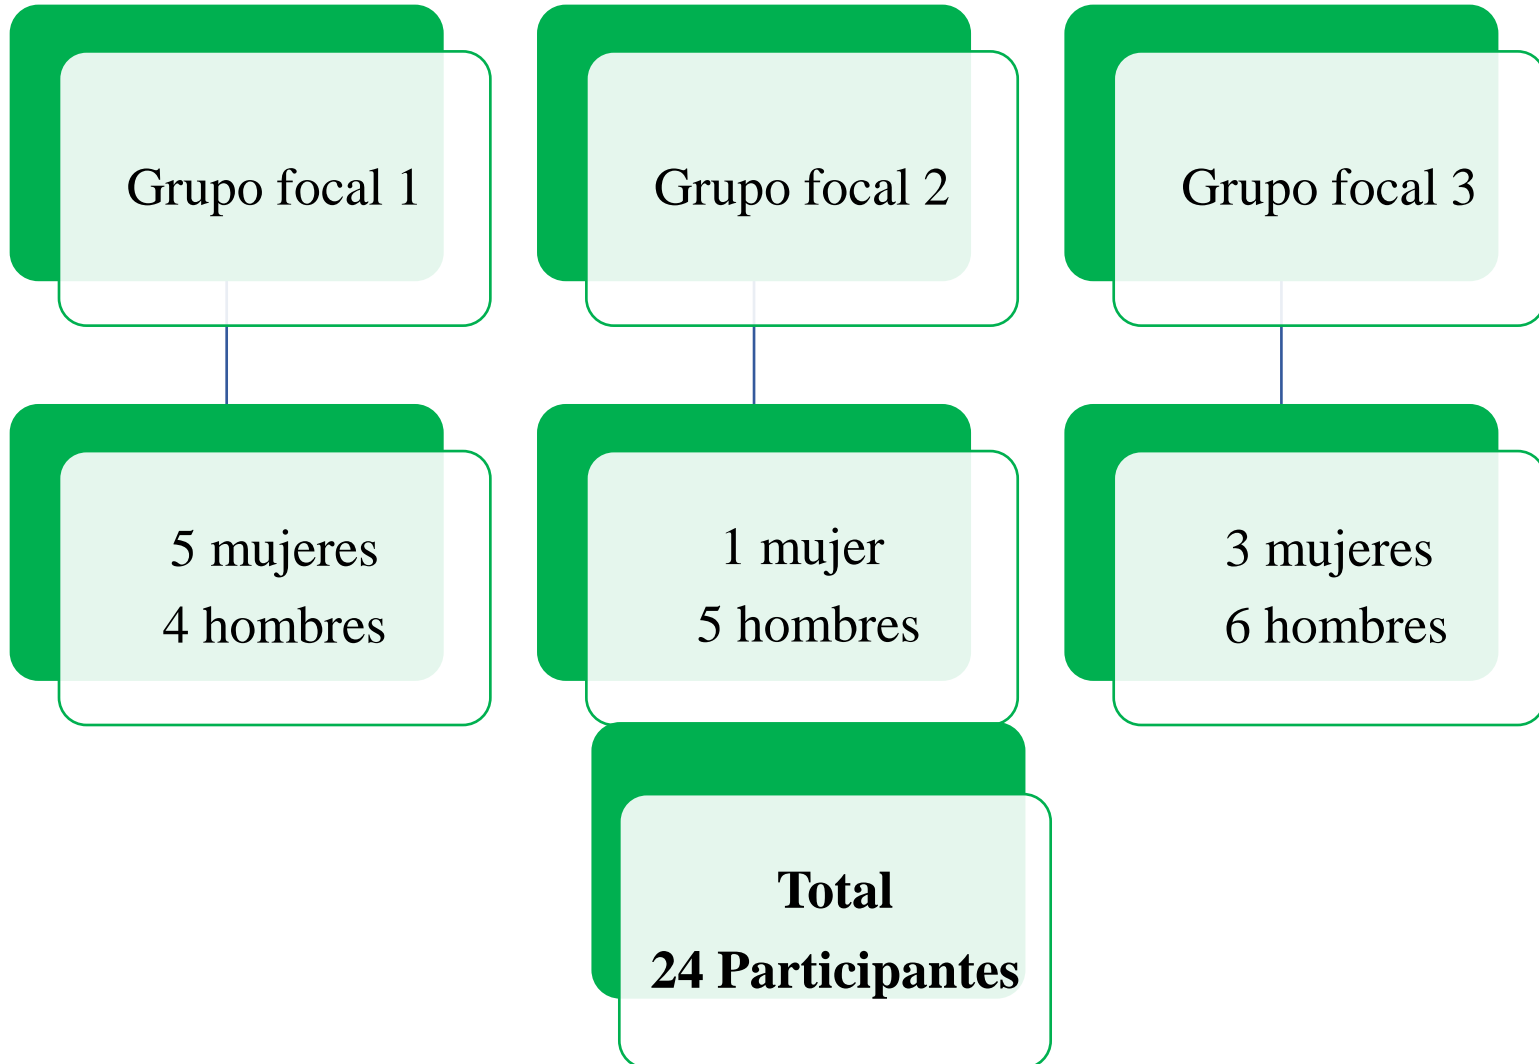 Grupo focal 1
Grupo focal 2
Grupo focal 3
5 mujeres
4 hombres
1 mujer
5 hombres
3 mujeres
6 hombres
Total
24 Participantes